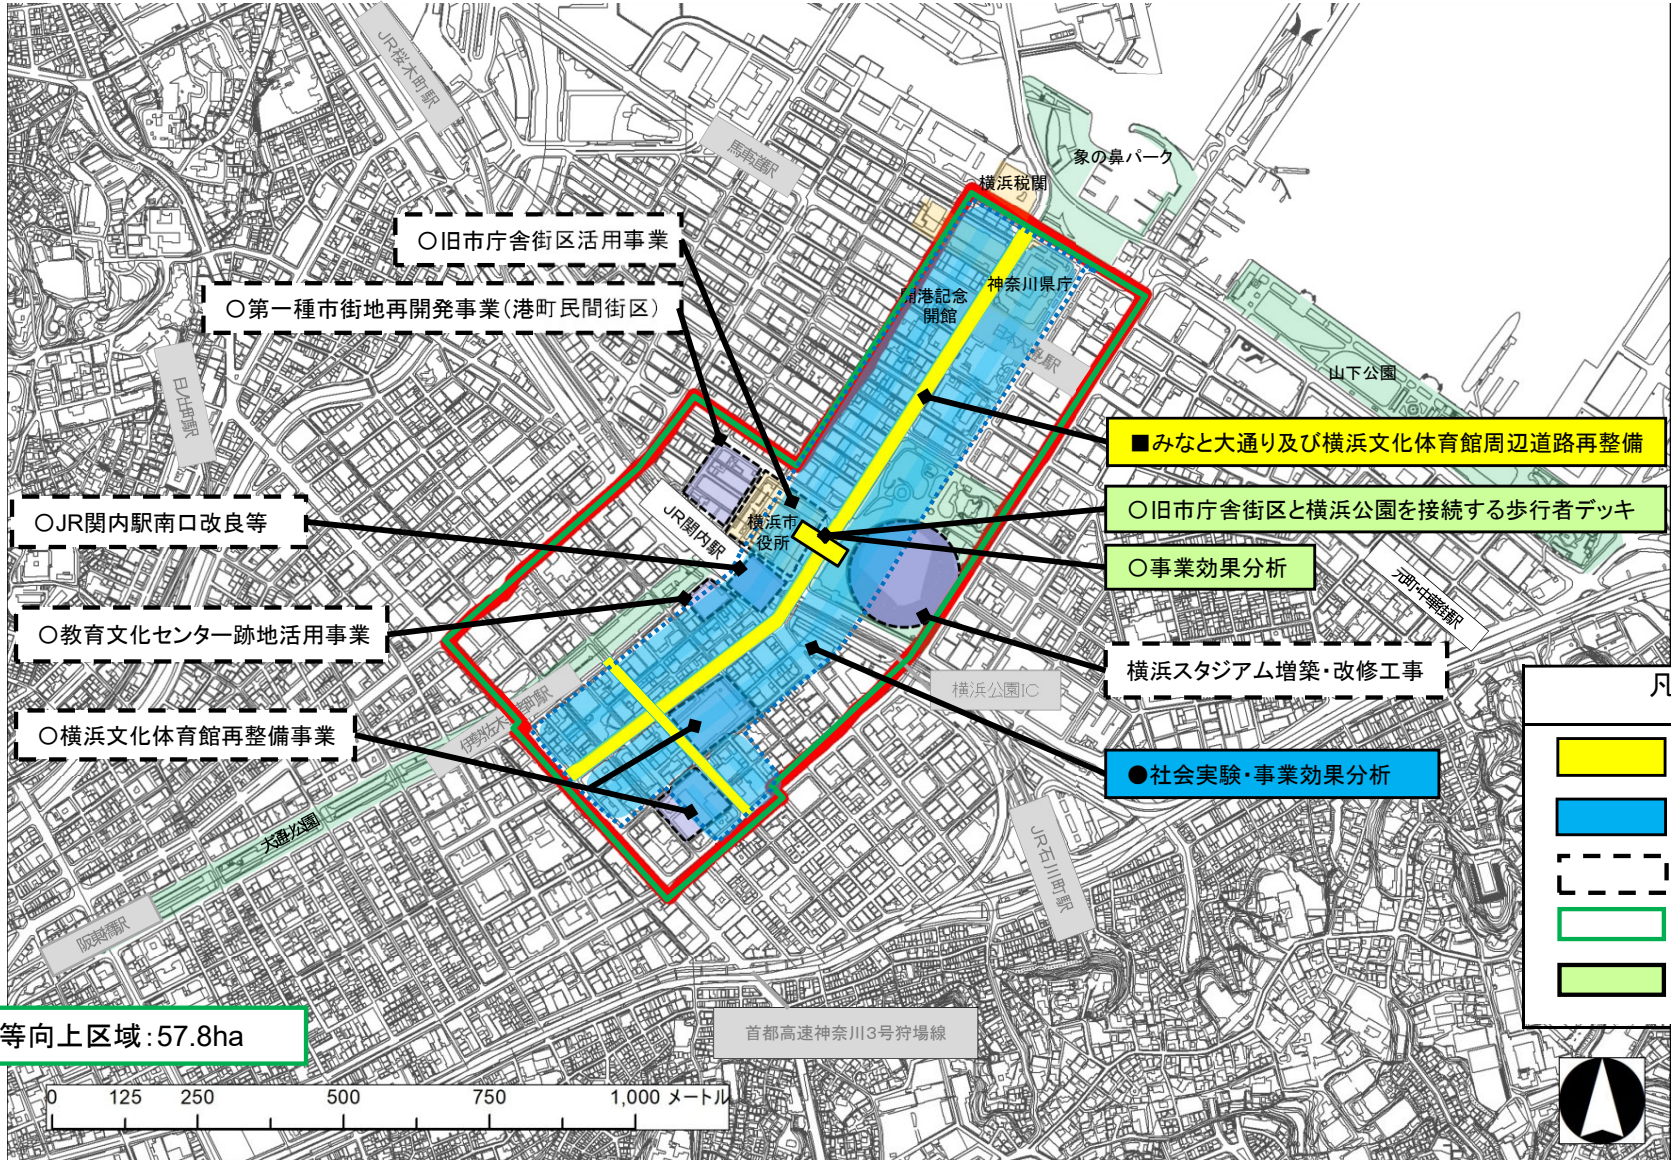 JR桜木町駅
馬車道駅
象の鼻パーク
横浜税関
○旧市庁舎街区活用事業
神奈川県庁
○第一種市街地再開発事業(港町民間街区)
開港記念
開館
日本大通り駅
山下公園
日ノ出町駅
■みなと大通り及び横浜文化体育館周辺道路再整備
○旧市庁舎街区と横浜公園を接続する歩行者デッキ
○JR関内駅南口改良等
JR関内駅
横浜市
役所
○事業効果分析
元町・中華街駅
○教育文化センター跡地活用事業
横浜スタジアム増築・改修工事
横浜公園IC
凡
伊勢佐木長者町駅
○横浜文化体育館再整備事業
●社会実験・事業効果分析
大通り公園
JR石川町駅
阪東橋駅
等向上区域:57.8ha
首都高速神奈川3号狩場線
0 125 250 500 750 1,000 メートル